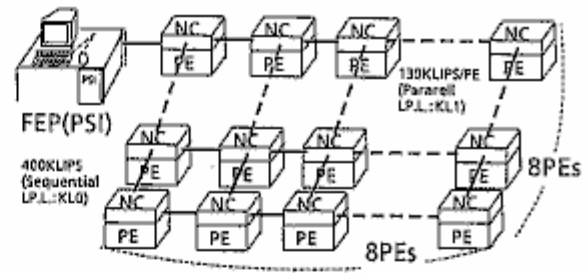 NC NC NC NC
PSI PE PE PE PE
130KLIPS/PE
(Pararell
LP.L.:KL1)
FEP(PSI)
NC NC NC NC
400KLIPS
(Sequential
LP.L.:KL0)
PE PE PE PE
8PEs
NC NC NC NC
PE PE PE PE
8PEs